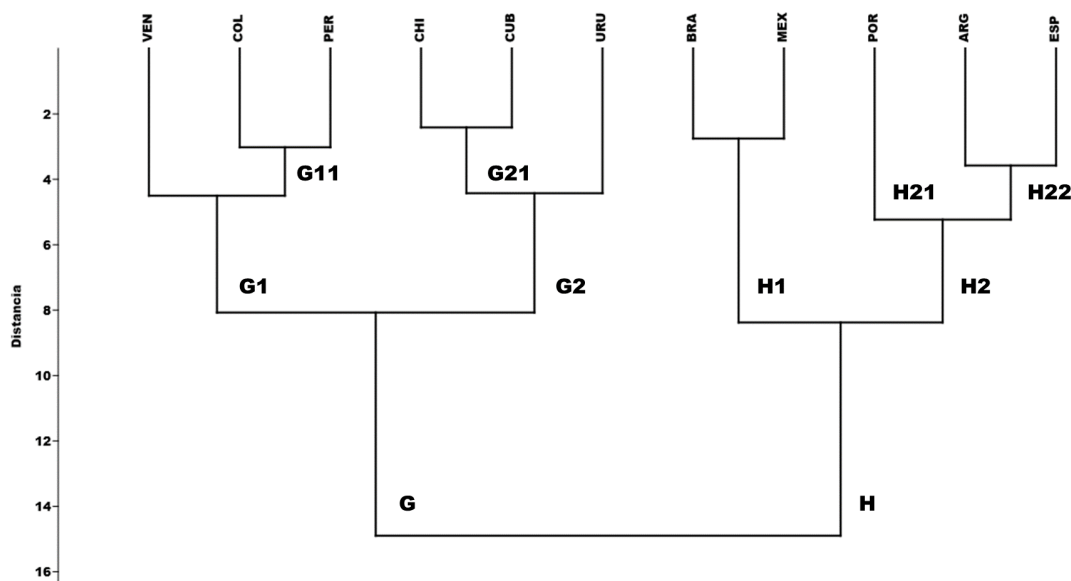 VEN
COL
PER
CHI
CUB
URU
BRA
MEX
POR
ARG
ESP
2
4
6
8
10
12
14
16
Distancia
G11
G21
H21
H22
G1
G2
H1
H2
G
H